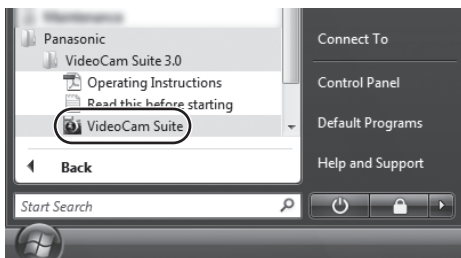 Maintenance
Panasonic
VideoCam Suite 3.0
Operating Instructions
Read this before starting
VideoCam Suite
Back
Start Search
Connect To
Control Panel
Default Programs
Help and Support